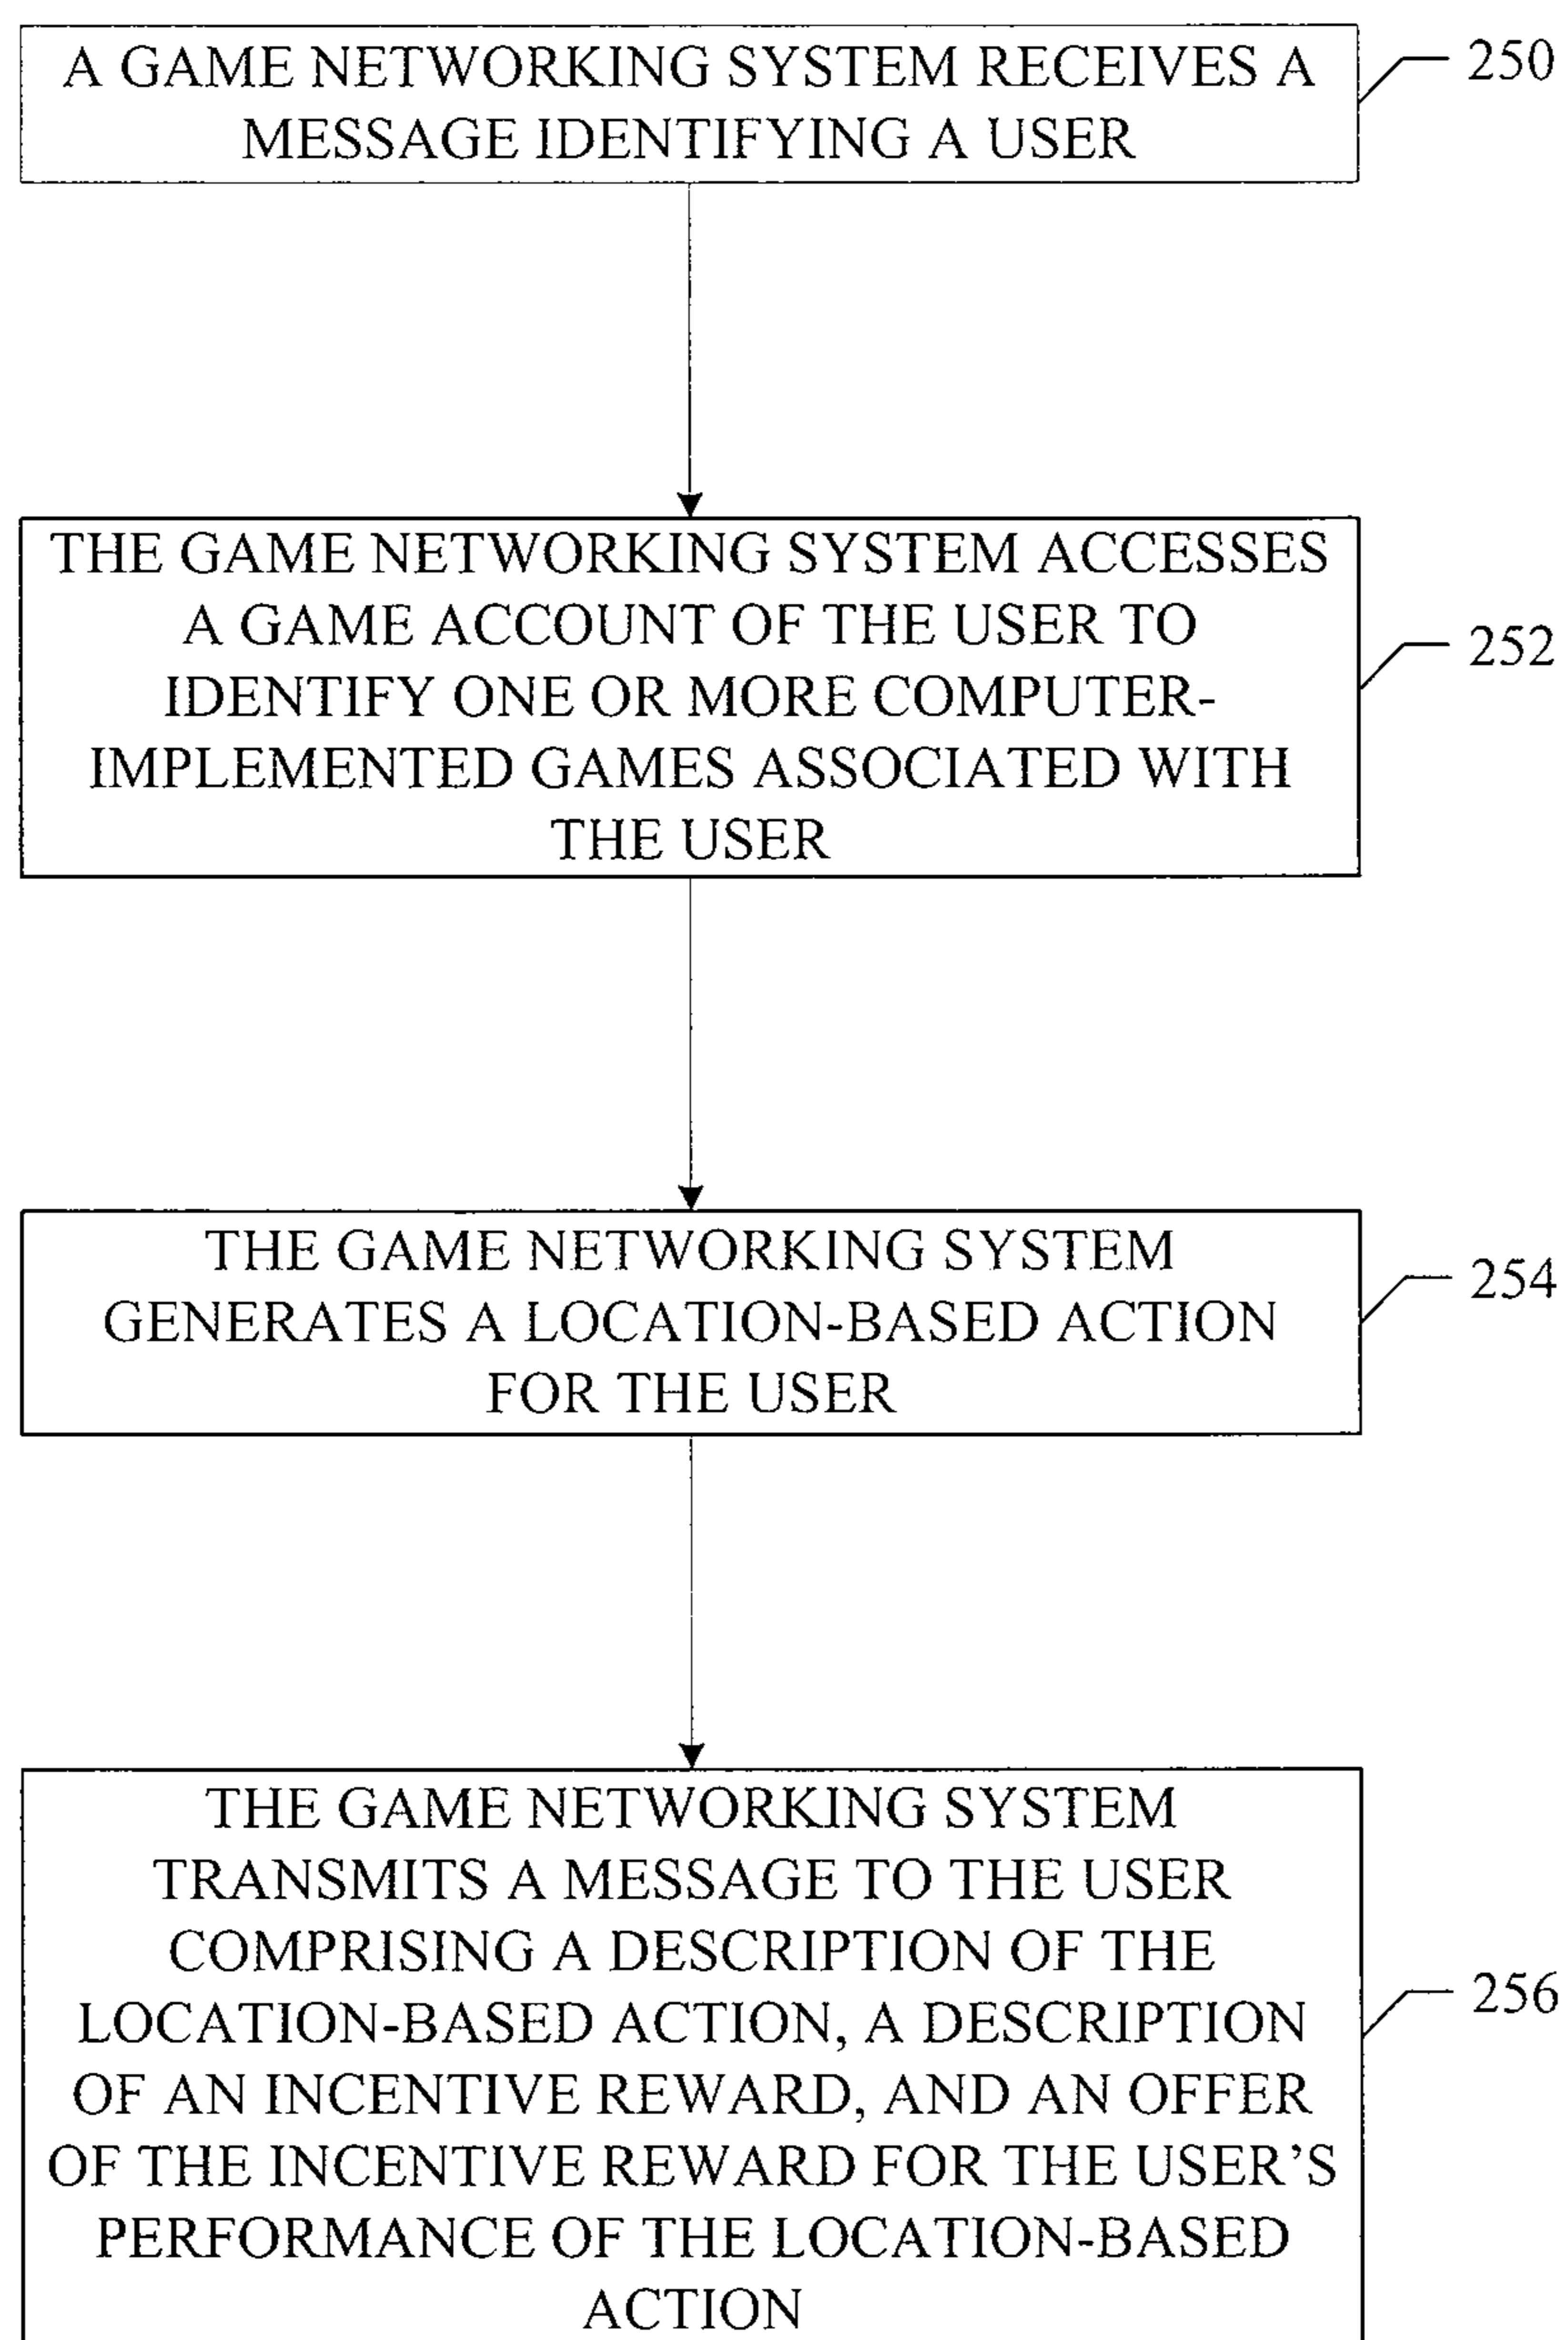 A GAME NETWORKING SYSTEM RECEIVES A
MESSAGE IDENTIFYING A USER
250
THE GAME NETWORKING SYSTEM ACCESSES
A GAME ACCOUNT OF THE USER TO
IDENTIFY ONE OR MORE COMPUTER-
IMPLEMENTED GAMES ASSOCIATED WITH
THE USER
252
THE GAME NETWORKING SYSTEM
GENERATES A LOCATION-BASED ACTION
FOR THE USER
254
THE GAME NETWORKING SYSTEM
TRANSMITS A MESSAGE TO THE USER
COMPRISING A DESCRIPTION OF THE
LOCATION-BASED ACTION, A DESCRIPTION
OF AN INCENTIVE REWARD, AND AN OFFER
OF THE INCENTIVE REWARD FOR THE USER’S
PERFORMANCE OF THE LOCATION-BASED
ACTION
256